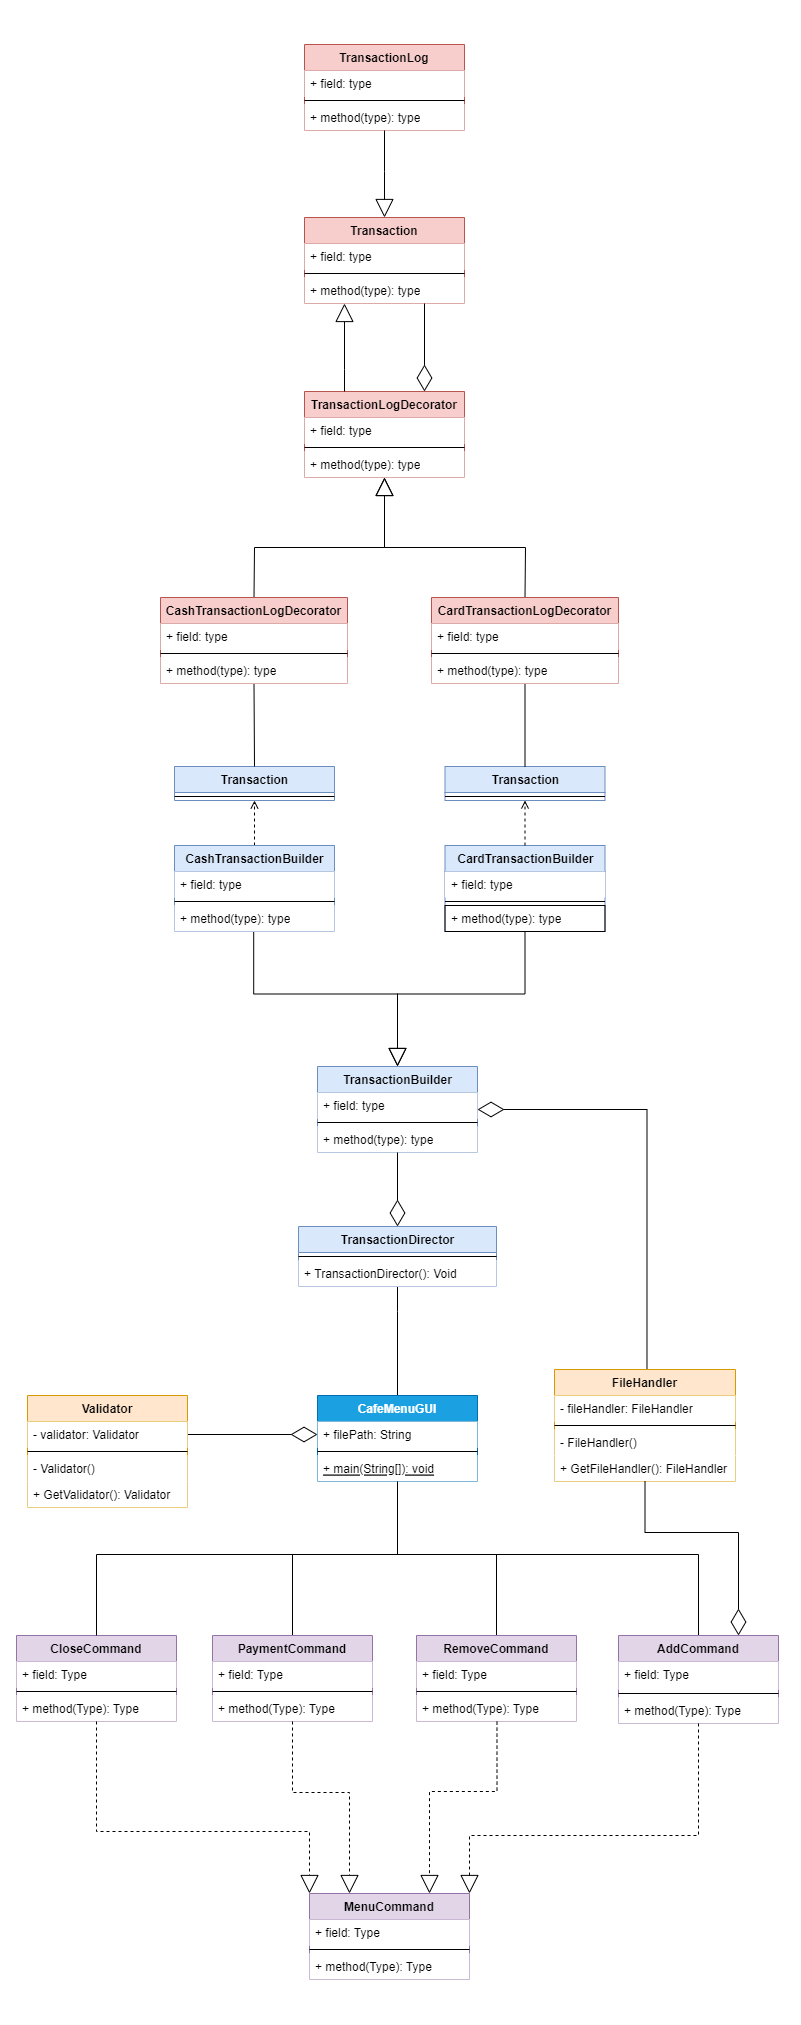 TransactionLog
+ field: type
+ method(type): type
Transaction
+ field: type
+ method(type): type
TransactionLogDecorator
+ field: type
+ method(type): type
CashTransactionLogDecorator
+ field: type
+ method(type): type
CardTransactionLogDecorator
+ field: type
+ method(type): type
Transaction
Transaction
CashTransactionBuilder
+ field: type
+ method(type): type
CardTransactionBuilder
+ field: type
+ method(type): type
TransactionBuilder
+ field: type
+ method(type): type
TransactionDirector
+ TransactionDirector(): Void
Validator
- validator: Validator
- Validator()
+ GetValidator(): Validator
CafeMenuGUI
+ filePath: String
+ main(String[]): void
FileHandler
- fileHandler: FileHandler
- FileHandler()
+ GetFileHandler(): FileHandler
CloseCommand
+ field: Type
+ method(Type): Type
PaymentCommand
+ field: Type
+ method(Type): Type
RemoveCommand
+ field: Type
+ method(Type): Type
AddCommand
+ field: Type
+ method(Type): Type
MenuCommand
+ field: Type
+ method(Type): Type